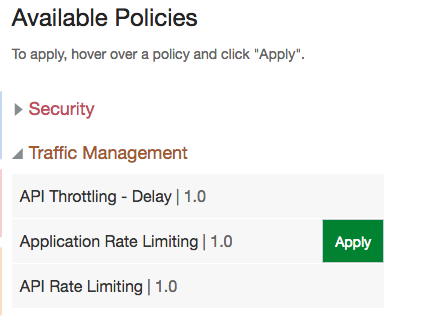 Available Policies
To apply, hover over a policy and click "Apply".
Security
Traffic Management
API Throttling - Delay | 1.0
Application Rate Limiting | 1.0 Apply
API Rate Limiting | 1.0